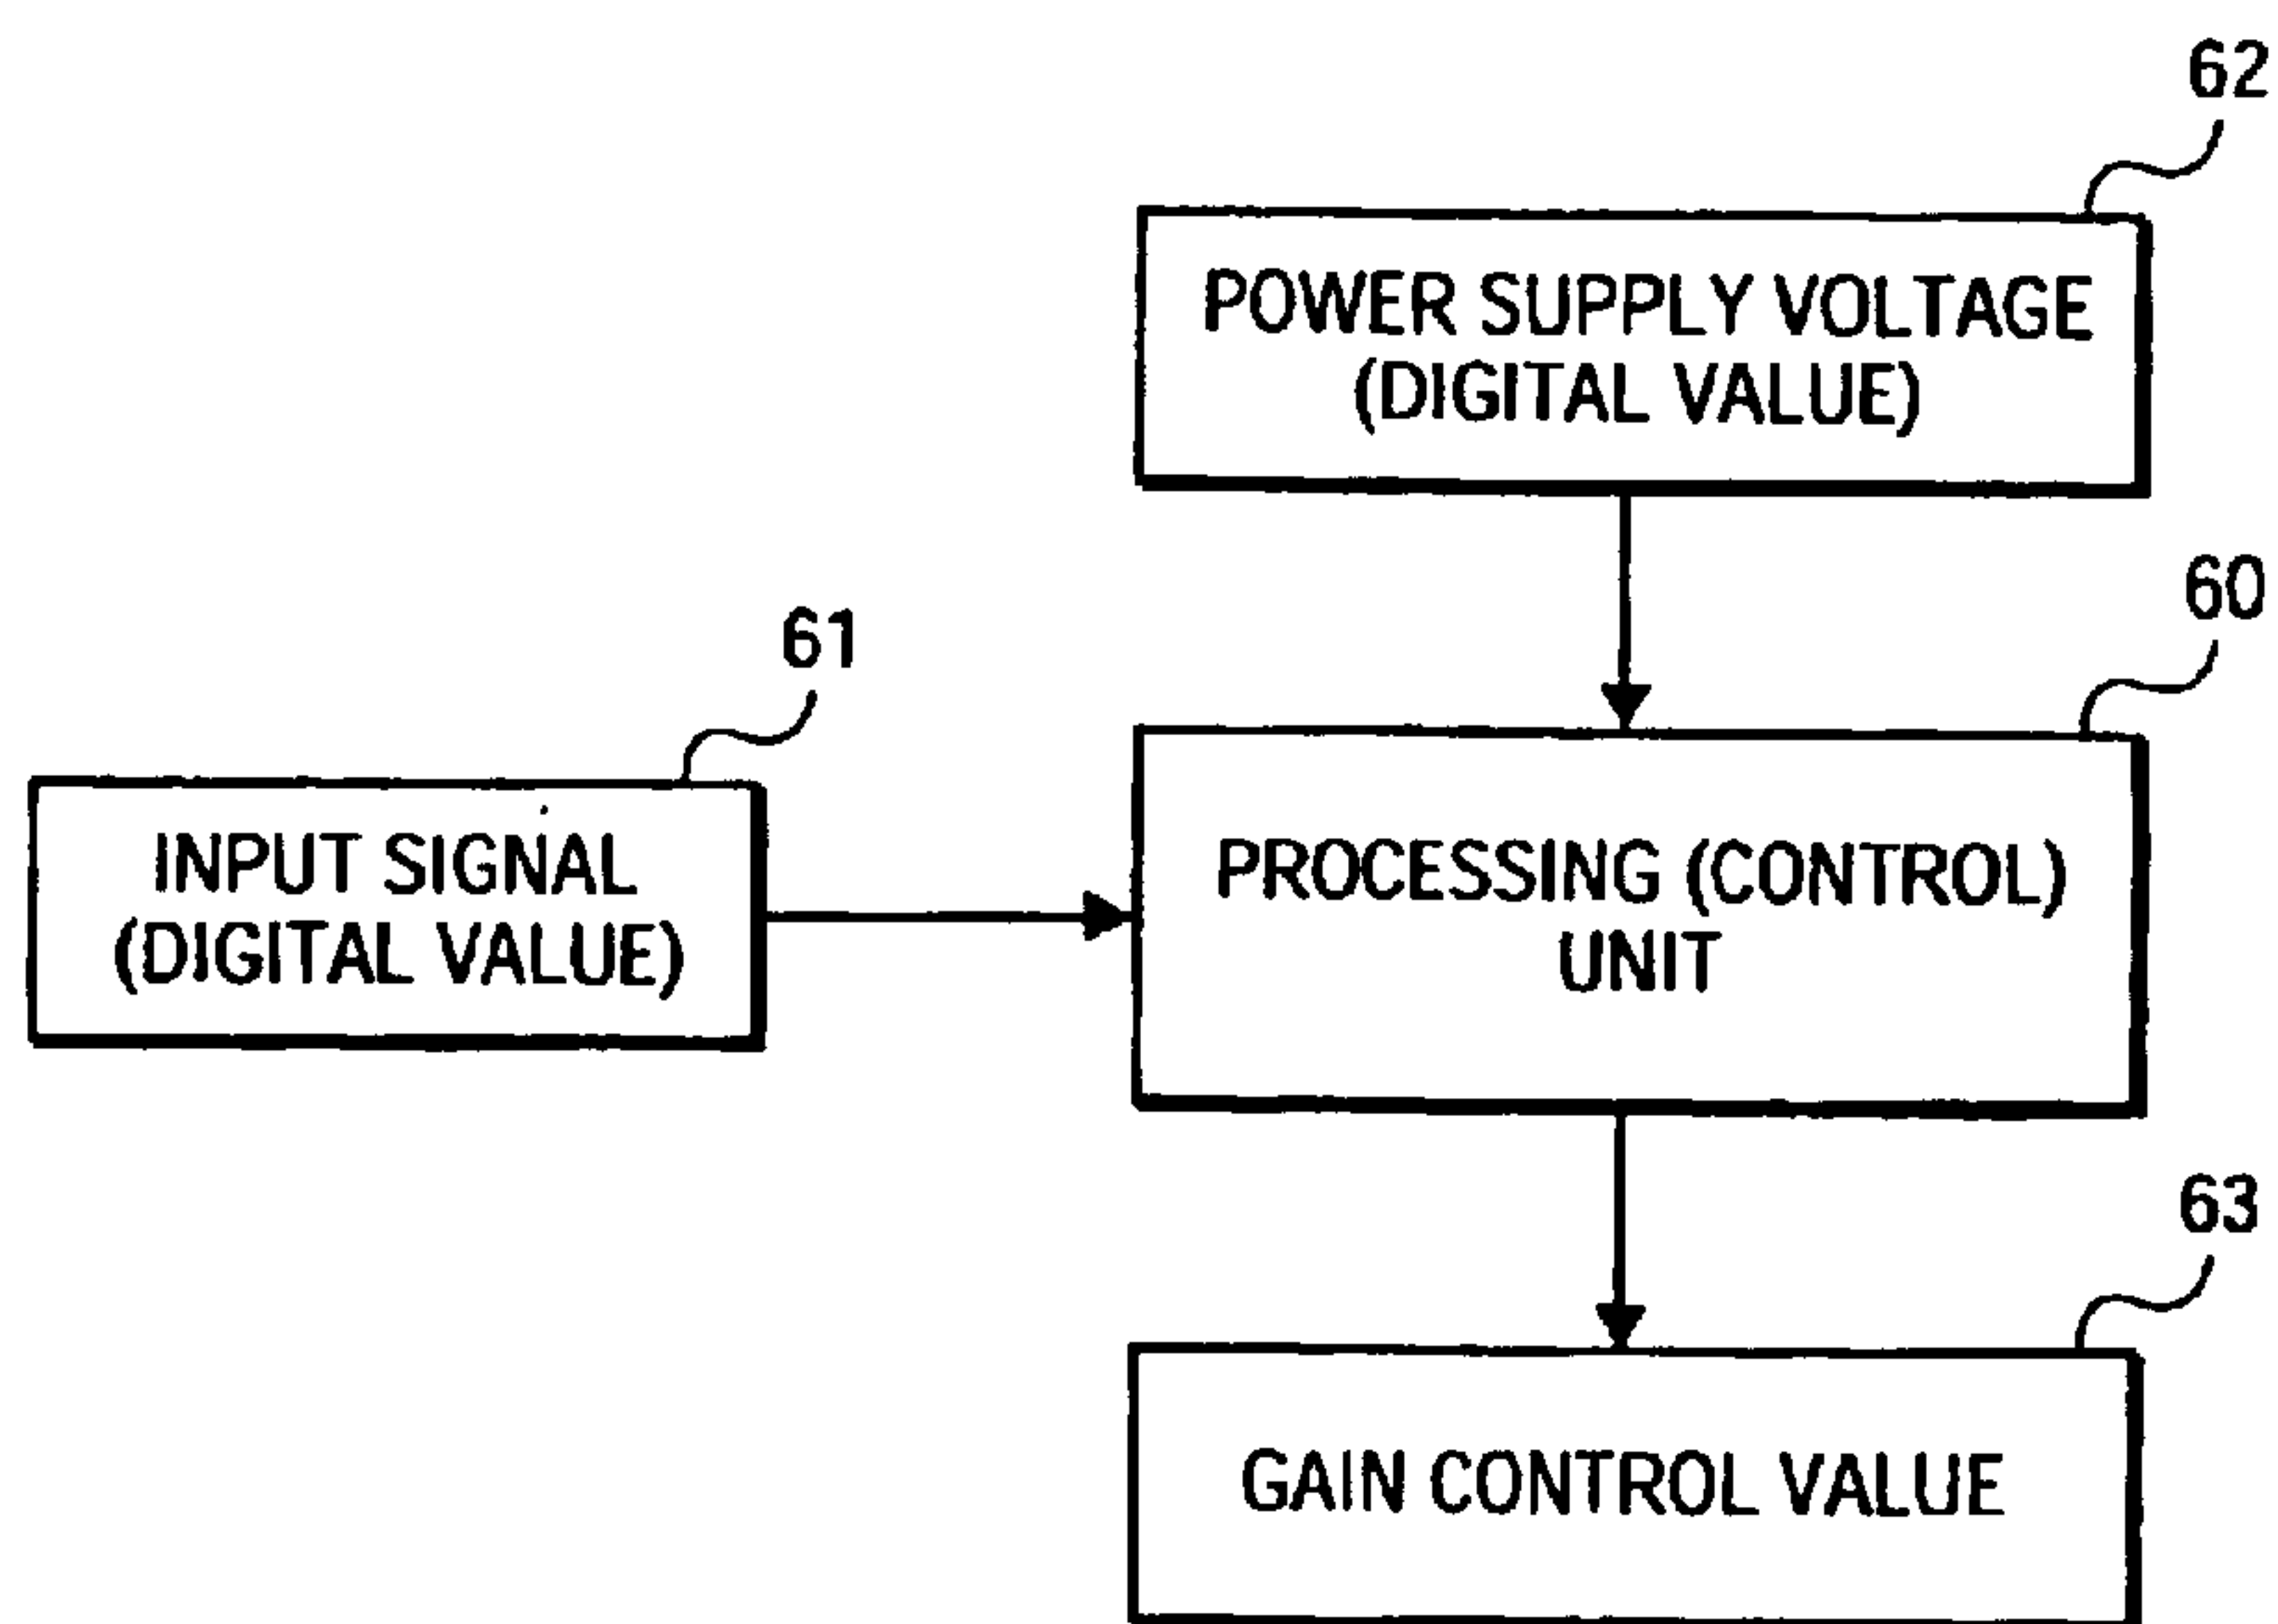 62
POWER SUPPLY VOLTAGE
(DIGITAL VALUE)
60
61
INPUT SIGNAL
(DIGITAL VALUE)
PROCESSING (CONTROL)
UNIT
63
GAIN CONTROL VALUE